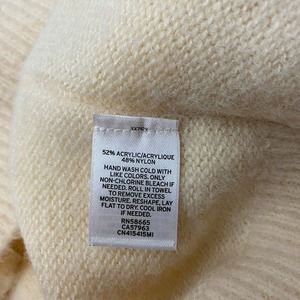 52% ACRYLIC/ACRYLIQUE
48% NYLON
HAND WASH COLD WITH
LIKE COLORS. ONLY
NON-CHLORINE BLEACH IF
NEEDED. ROLL IN TOWEL
TO REMOVE EXCESS
MOISTURE. RESHAPE, LAY
FLAT TO DRY. COOL IRON
IF NEEDED.
RN58665
CA57963
CN415415MI